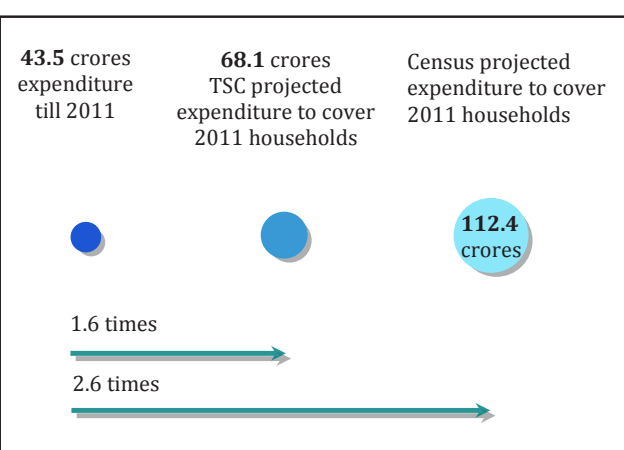 43.5 crores
expenditure
till 2011
68.1 crores
TSC projected
expenditure to cover
2011 households
Census projected
expenditure to cover
2011 households
112.4
crores
1.6 times
2.6 times